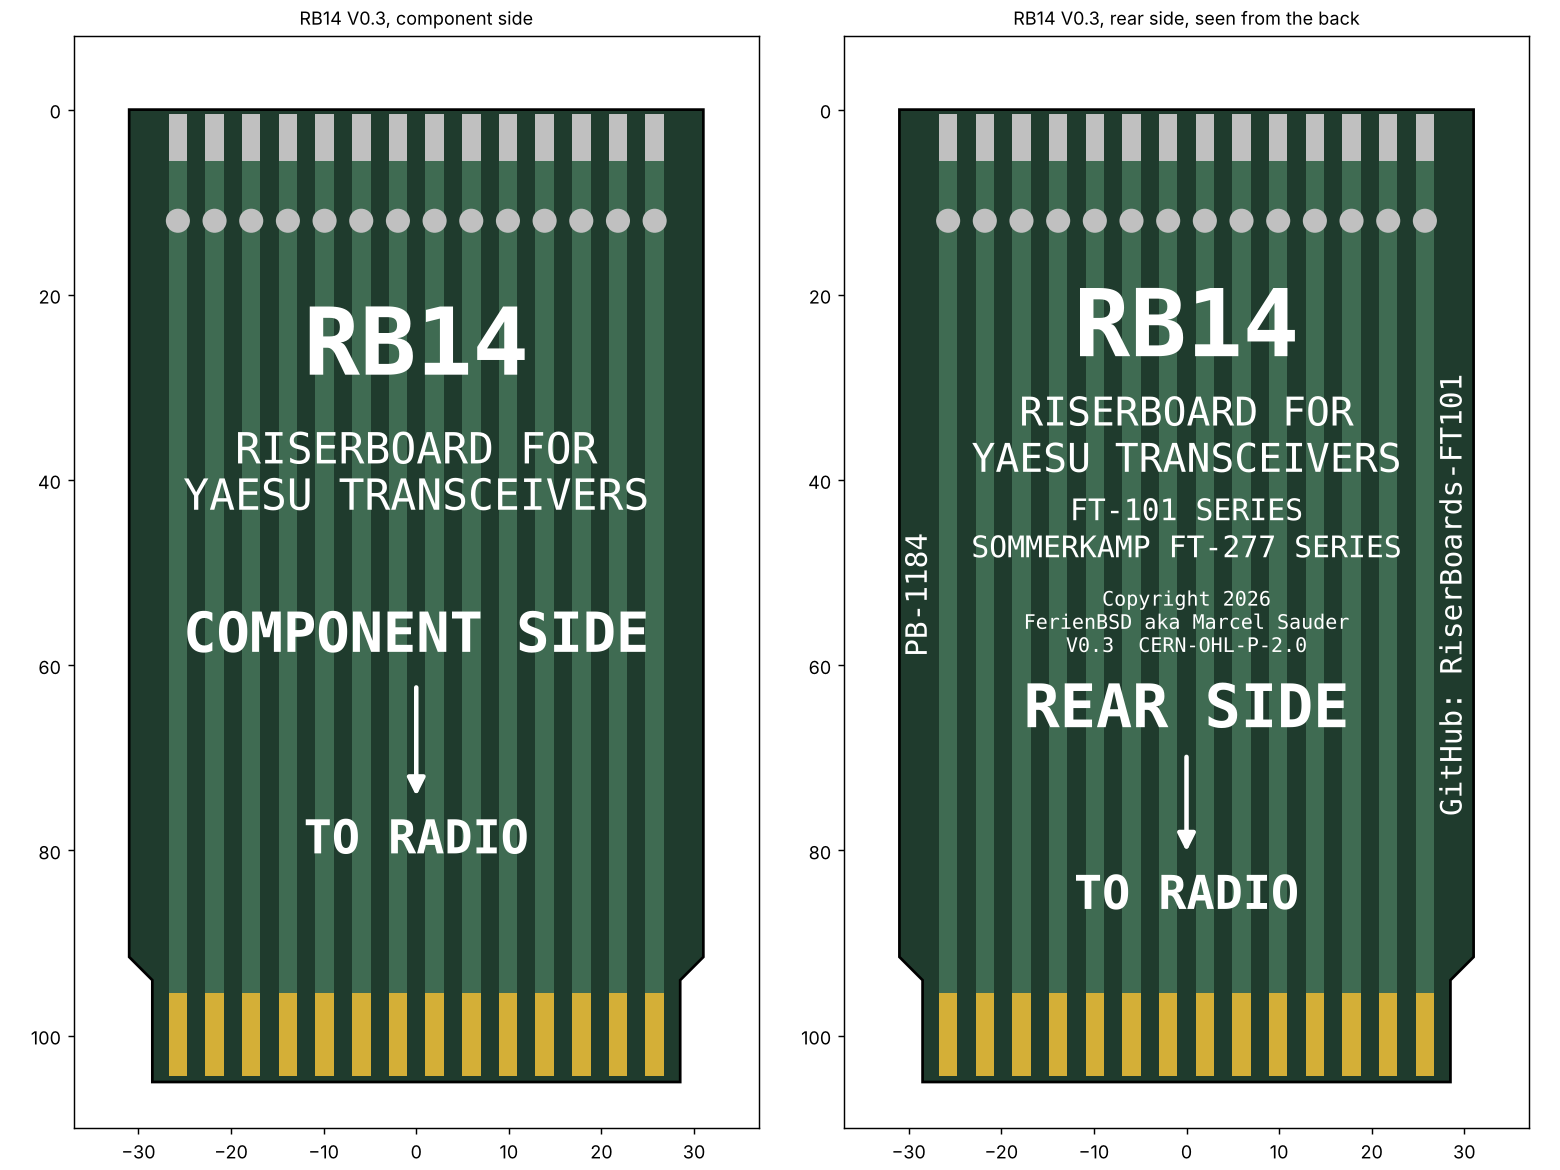 RB14 V0.3, component side
0
20
40
60
80
100
−30
−20
−10
0
10
20
30
RB14
RISERBOARD FOR
YAESU TRANSCEIVERS
COMPONENT SIDE
TO RADIO
RB14 V0.3, rear side, seen from the back
0
20
40
60
80
100
−30
−20
−10
0
10
20
30
RB14
RISERBOARD FOR
YAESU TRANSCEIVERS
FT-101 SERIES
SOMMERKAMP FT-277 SERIES
Copyright 2026
FerienBSD aka Marcel Sauder
V0.3 CERN-OHL-P-2.0
REAR SIDE
TO RADIO
PB-1184
GitHub: RiserBoards-FT101